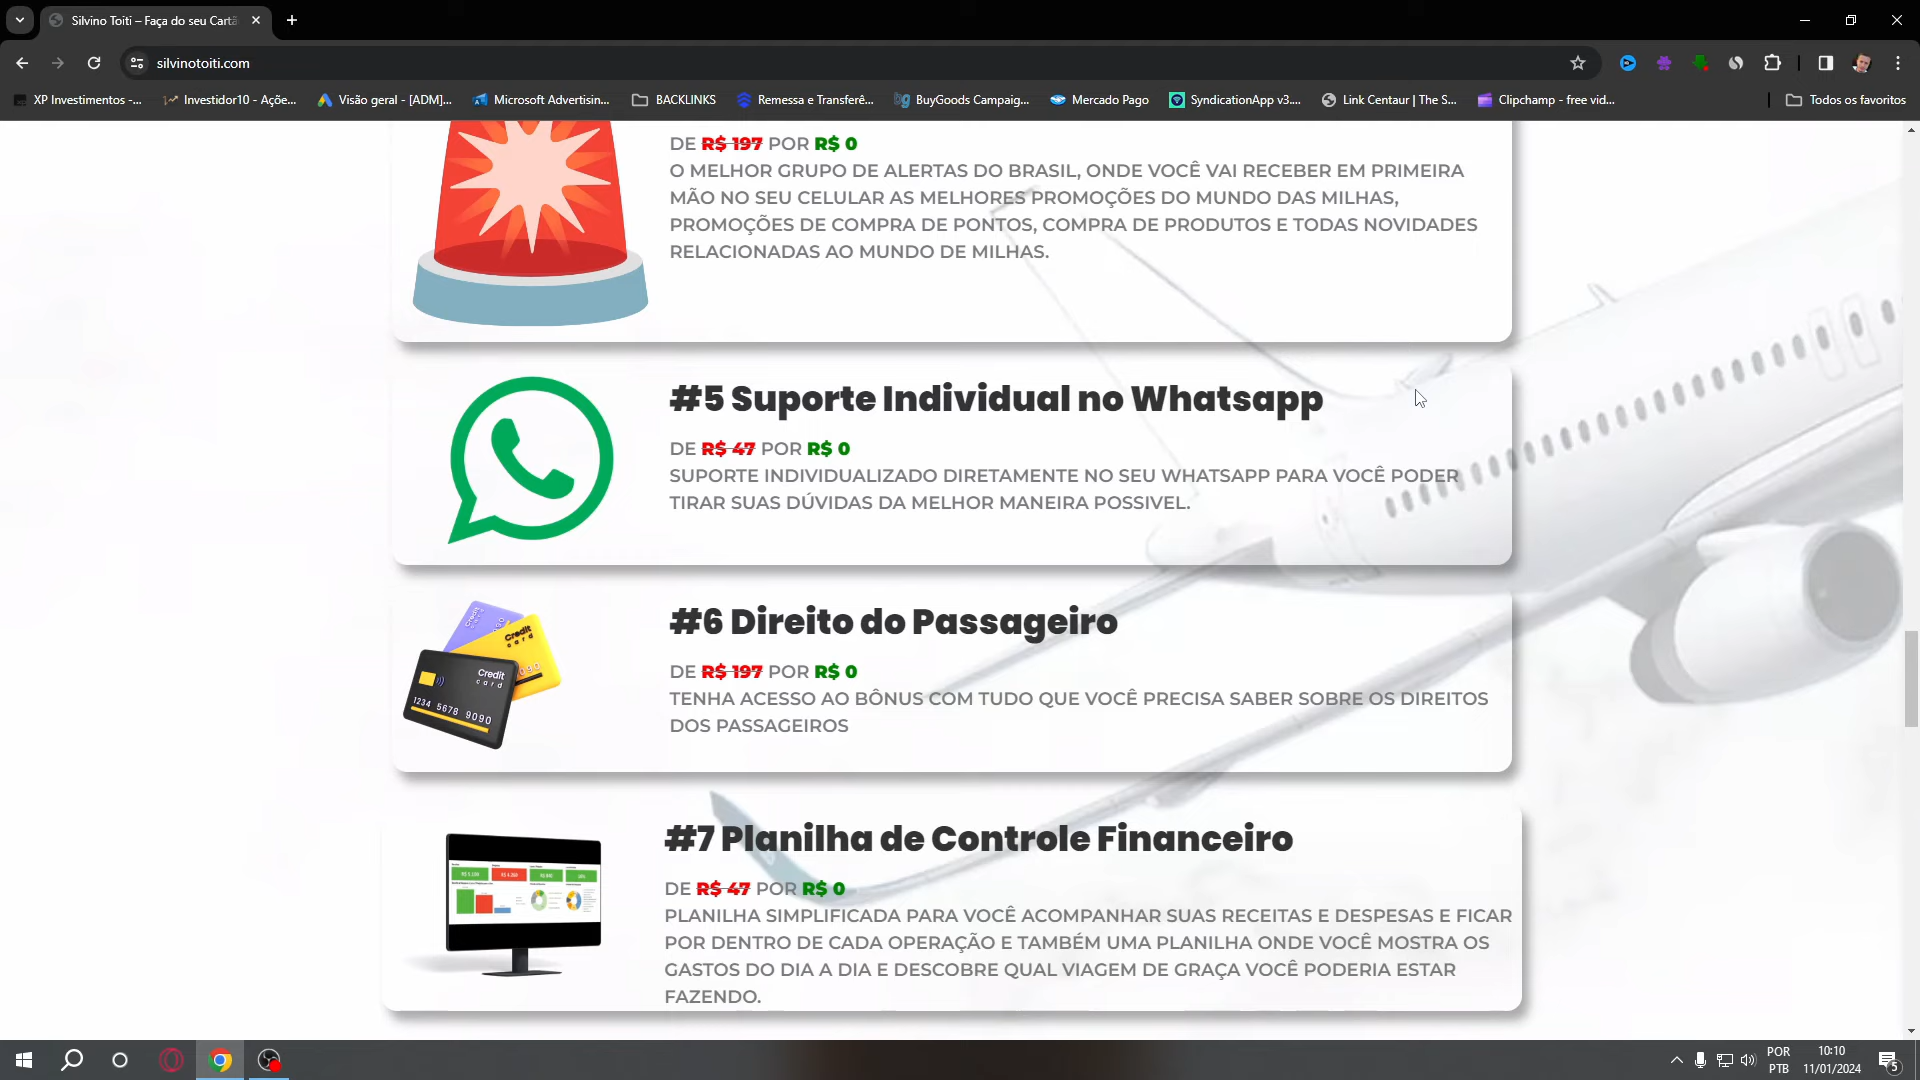 Silvino Toiti – Faça do seu Cartã
silvinotoiti.com
XP Investimentos -...
Investidor10 - Açõe...
Visão geral - [ADM]...
Microsoft Advertisin...
BACKLINKS
Remessa e Transferê...
BuyGoods Campaig...
Mercado Pago
SyndicationApp v3....
Link Centaur | The S...
Clipchamp - free vid...
Todos os favoritos
DE R$ 197 POR R$ 0
O MELHOR GRUPO DE ALERTAS DO BRASIL, ONDE VOCÊ VAI RECEBER EM PRIMEIRA
MÃO NO SEU CELULAR AS MELHORES PROMOÇÕES DO MUNDO DAS MILHAS,
PROMOÇÕES DE COMPRA DE PONTOS, COMPRA DE PRODUTOS E TODAS NOVIDADES
RELACIONADAS AO MUNDO DE MILHAS.
#5 Suporte Individual no Whatsapp
DE R$ 47 POR R$ 0
SUPORTE INDIVIDUALIZADO DIRETAMENTE NO SEU WHATSAPP PARA VOCÊ PODER
TIRAR SUAS DÚVIDAS DA MELHOR MANEIRA POSSIVEL.
Credit
card
Credit
card
Credit
card
1234 5678 9090
#6 Direito do Passageiro
DE R$ 197 POR R$ 0
TENHA ACESSO AO BÔNUS COM TUDO QUE VOCÊ PRECISA SABER SOBRE OS DIREITOS
DOS PASSAGEIROS
#7 Planilha de Controle Financeiro
DE R$ 47 POR R$ 0
PLANILHA SIMPLIFICADA PARA VOCÊ ACOMPANHAR SUAS RECEITAS E DESPESAS E FICAR
POR DENTRO DE CADA OPERAÇÃO E TAMBÉM UMA PLANILHA ONDE VOCÊ MOSTRA OS
GASTOS DO DIA A DIA E DESCOBRE QUAL VIAGEM DE GRAÇA VOCÊ PODERIA ESTAR
FAZENDO.
POR
PTB
10:10
11/01/2024
5